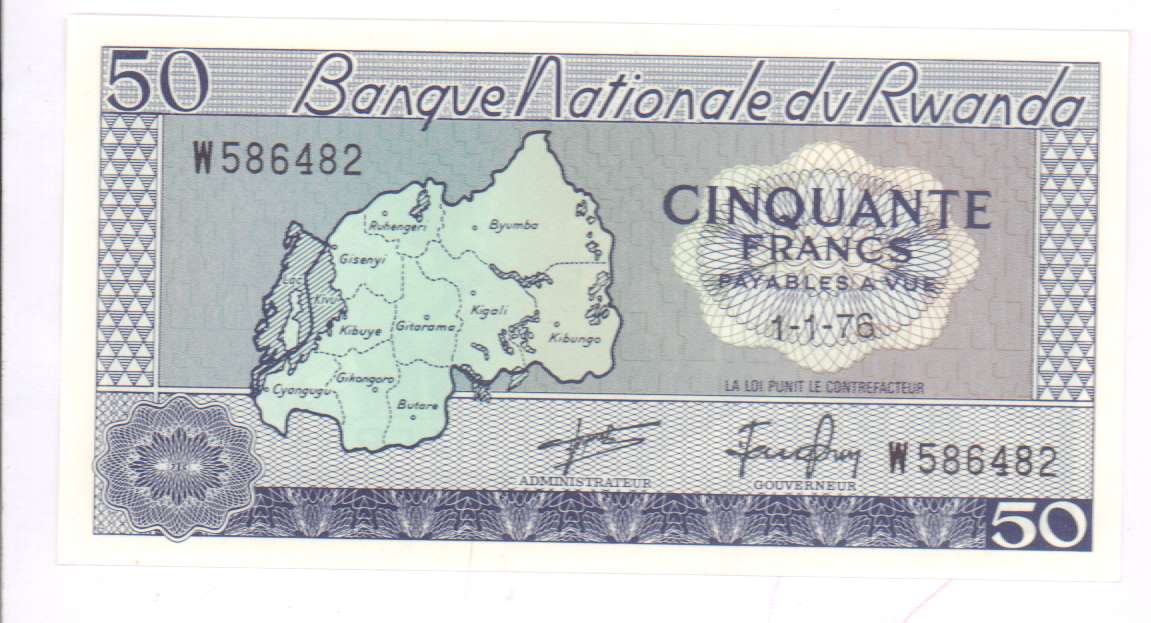 50
Banque Nationale du Rwanda
W586482
CINQUANTE
FRANCS
PAYABLES A VUE
1-1-76
LA LOI PUNIT LE CONTREFACTEUR
Ruhengeri
Byumba
Gisenyi
Lac
Kivu
Kigali
Kibuye
Gitarama
Kibungo
Gikongoro
Cyangugu
Butare
ADMINISTRATEUR
GOUVERNEUR
W586482
50